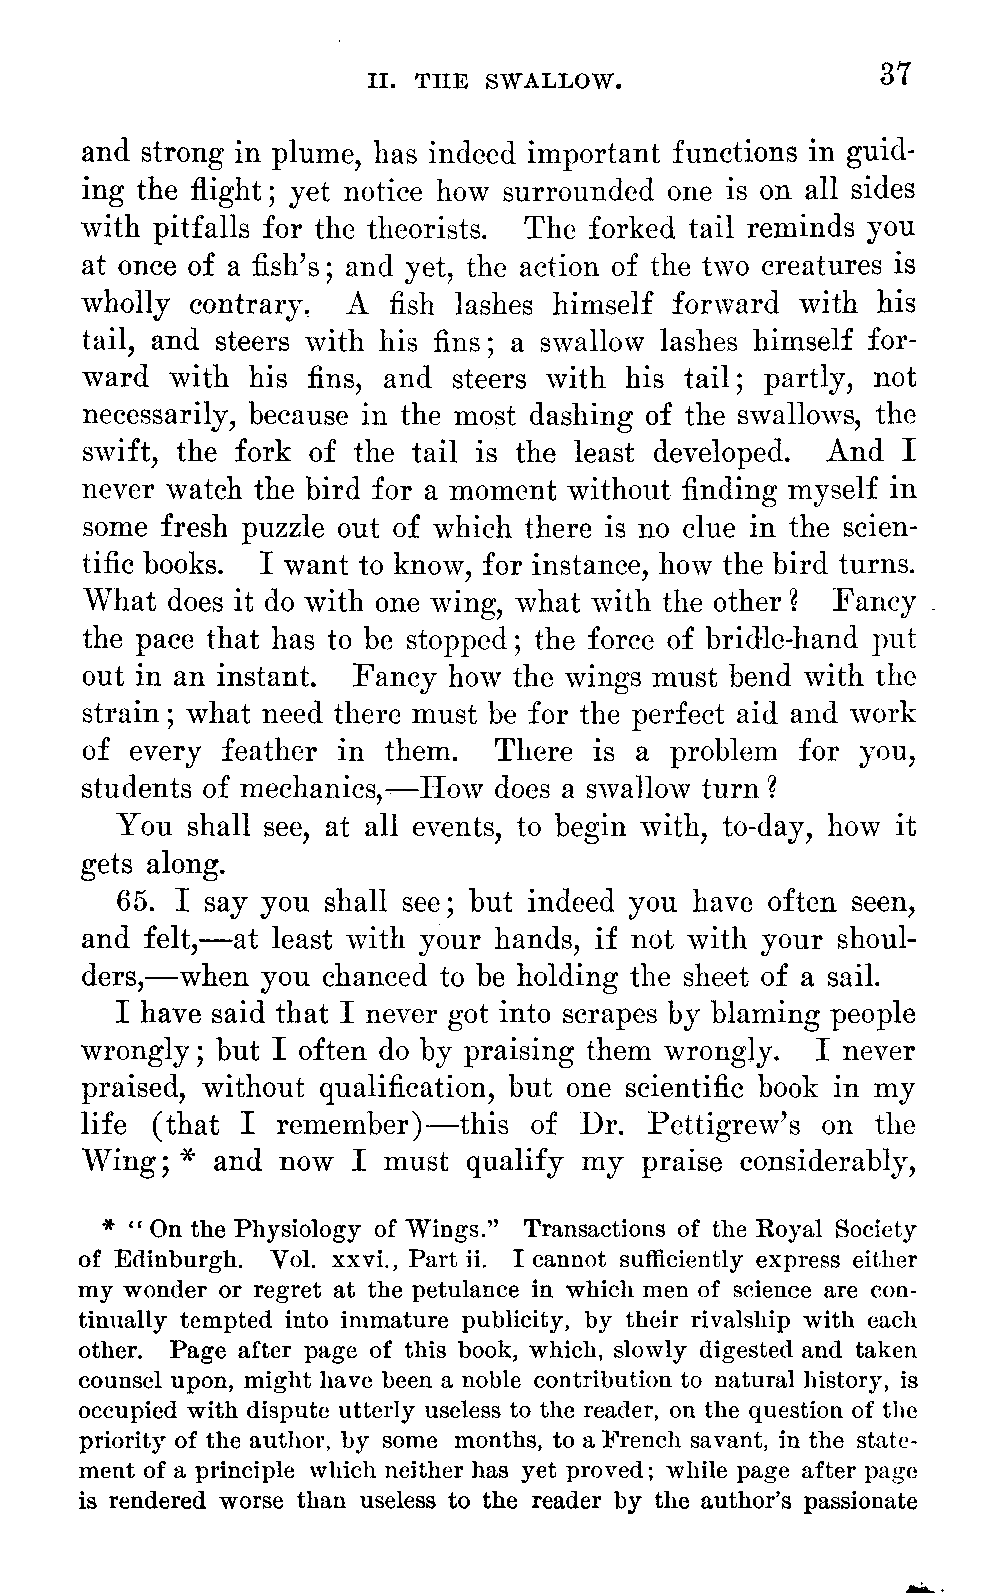 II. THE SWALLOW. 37
and strong in plume, has indeed important functions in guid-
ing the flight; yet notice how surrounded one is on all sides
with pitfalls for the theorists. The forked tail reminds you
at once of a fish's; and yet, the action of the two creatures is
wholly contrary. A fish lashes himself forward with his
tail, and steers with his fins; a swallow lashes himself for-
ward with his fins, and steers with his tail; partly, not
necessarily, because in the most dashing of the swallows, the
swift, the fork of the tail is the least developed. And I
never watch the bird for a moment without finding myself in
some fresh puzzle out of which there is no clue in the scien-
tific books. I want to know, for instance, how the bird turns.
What does it do with one wing, what with the other? Fancy
the pace that has to be stopped; the force of bridle-hand put
out in an instant. Fancy how the wings must bend with the
strain; what need there must be for the perfect aid and work
of every feather in them. There is a problem for you,
students of mechanics,—How does a swallow turn?
You shall see, at all events, to begin with, to-day, how it
gets along.
65. I say you shall see; but indeed you have often seen,
and felt,—at least with your hands, if not with your shoul-
ders,—when you chanced to be holding the sheet of a sail.
I have said that I never got into scrapes by blaming people
wrongly; but I often do by praising them wrongly. I never
praised, without qualification, but one scientific book in my
life (that I remember)—this of Dr. Pettigrew's on the
Wing;* and now I must qualify my praise considerably,
* "On the Physiology of Wings." Transactions of the Royal Society
of Edinburgh. Vol. xxvi., Part ii. I cannot sufficiently express either
my wonder or regret at the petulance in which men of science are con-
tinually tempted into immature publicity, by their rivalship with each
other. Page after page of this book, which, slowly digested and taken
counsel upon, might have been a noble contribution to natural history, is
occupied with dispute utterly useless to the reader, on the question of the
priority of the author, by some months, to a French savant, in the state-
ment of a principle which neither has yet proved; while page after page
is rendered worse than useless to the reader by the author's passionate